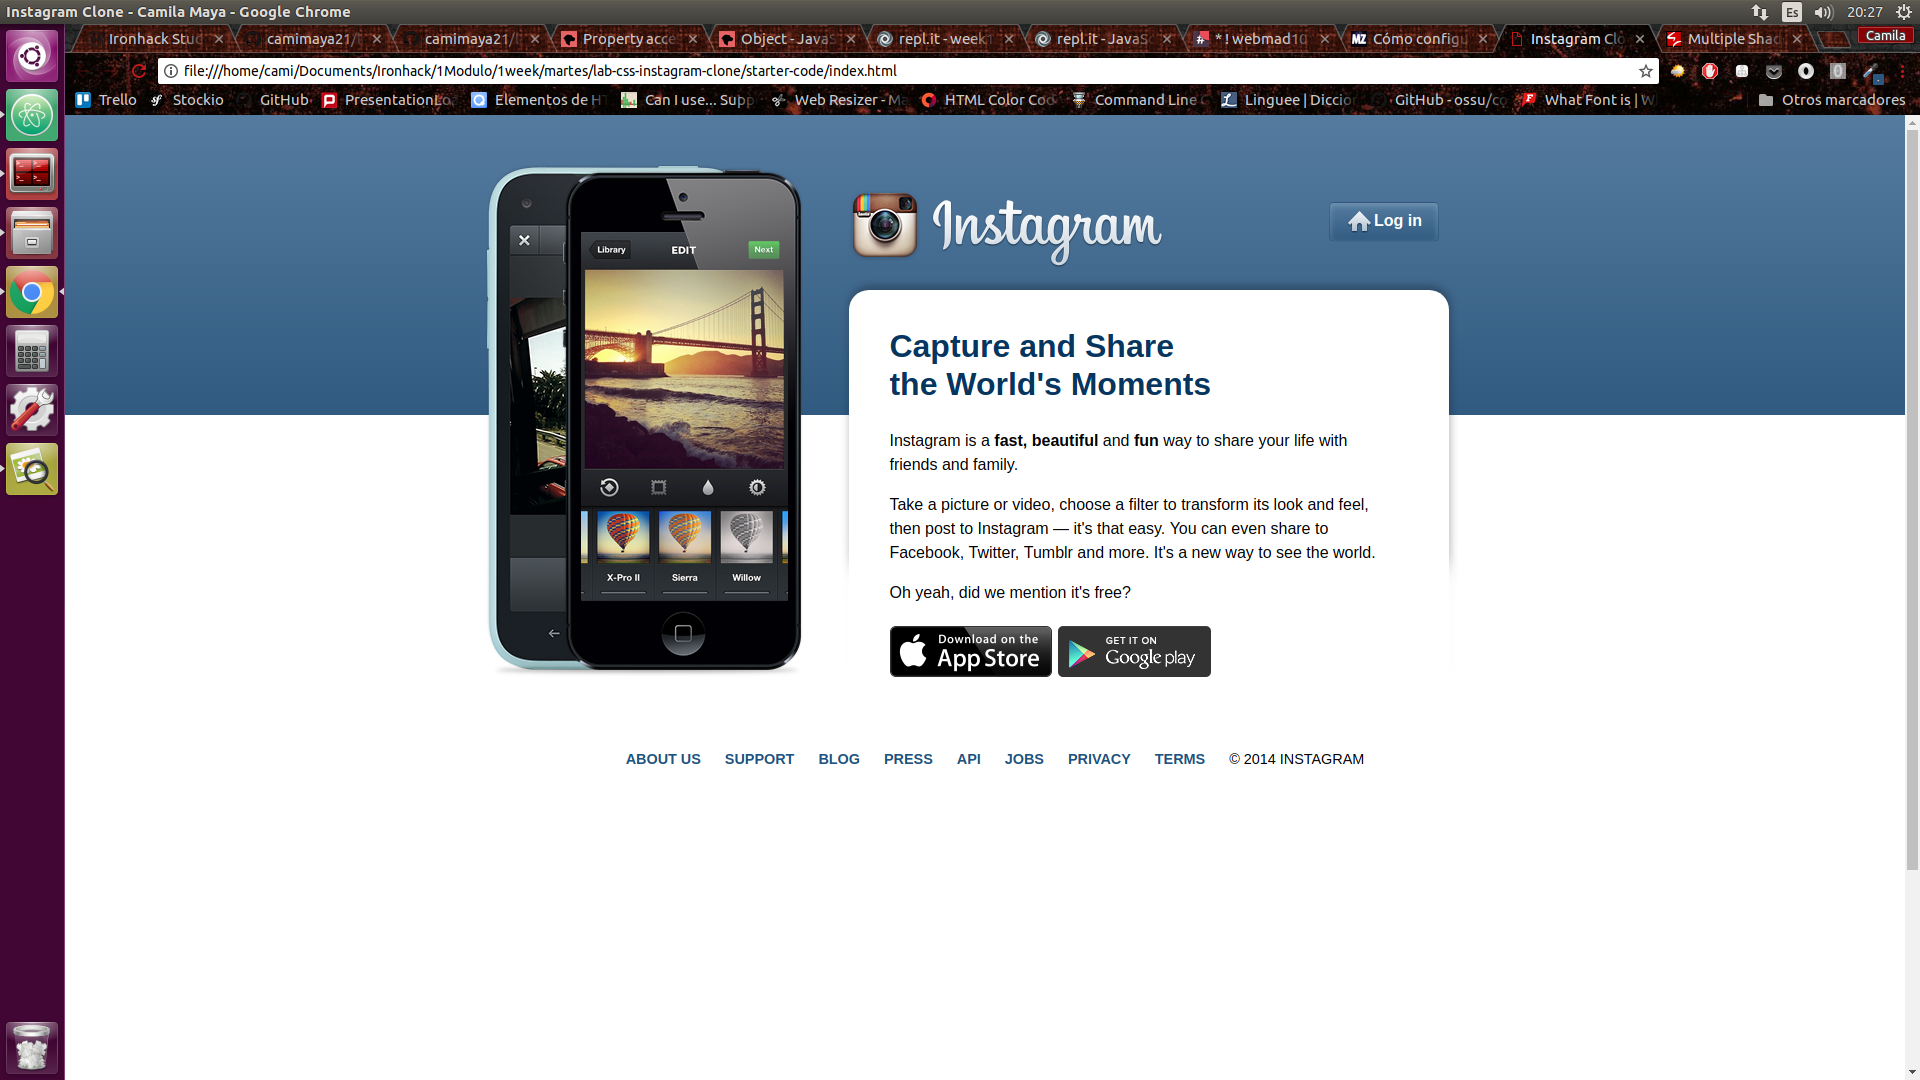 Instagram Clone - Camila Maya - Google Chrome
Es
20:27
Ironhack Stud
camimaya21/
camimaya21/
Property acce
Object - JavaS
repl.it - week1
repl.it - JavaS
* ! webmad10
Cómo configu
Instagram Clo
Multiple Shad
Camila
file:///home/cami/Documents/Ironhack/1Modulo/1week/martes/lab-css-instagram-clone/starter-code/index.html
Trello
Stockio
GitHub
PresentationLo
Elementos de HT
Can I use... Supp
Web Resizer - Ma
HTML Color Cod
Command Line C
Linguee | Diccior
GitHub - ossu/co
What Font is | W
Otros marcadores
Instagram
Log in
Library
EDIT
Next
X-Pro II
Sierra
Willow
Capture and Share
the World's Moments
Instagram is a fast, beautiful and fun way to share your life with
friends and family.
Take a picture or video, choose a filter to transform its look and feel,
then post to Instagram — it's that easy. You can even share to
Facebook, Twitter, Tumblr and more. It's a new way to see the world.
Oh yeah, did we mention it's free?
Download on the
App Store
GET IT ON
Google play
ABOUT US
SUPPORT
BLOG
PRESS
API
JOBS
PRIVACY
TERMS
© 2014 INSTAGRAM